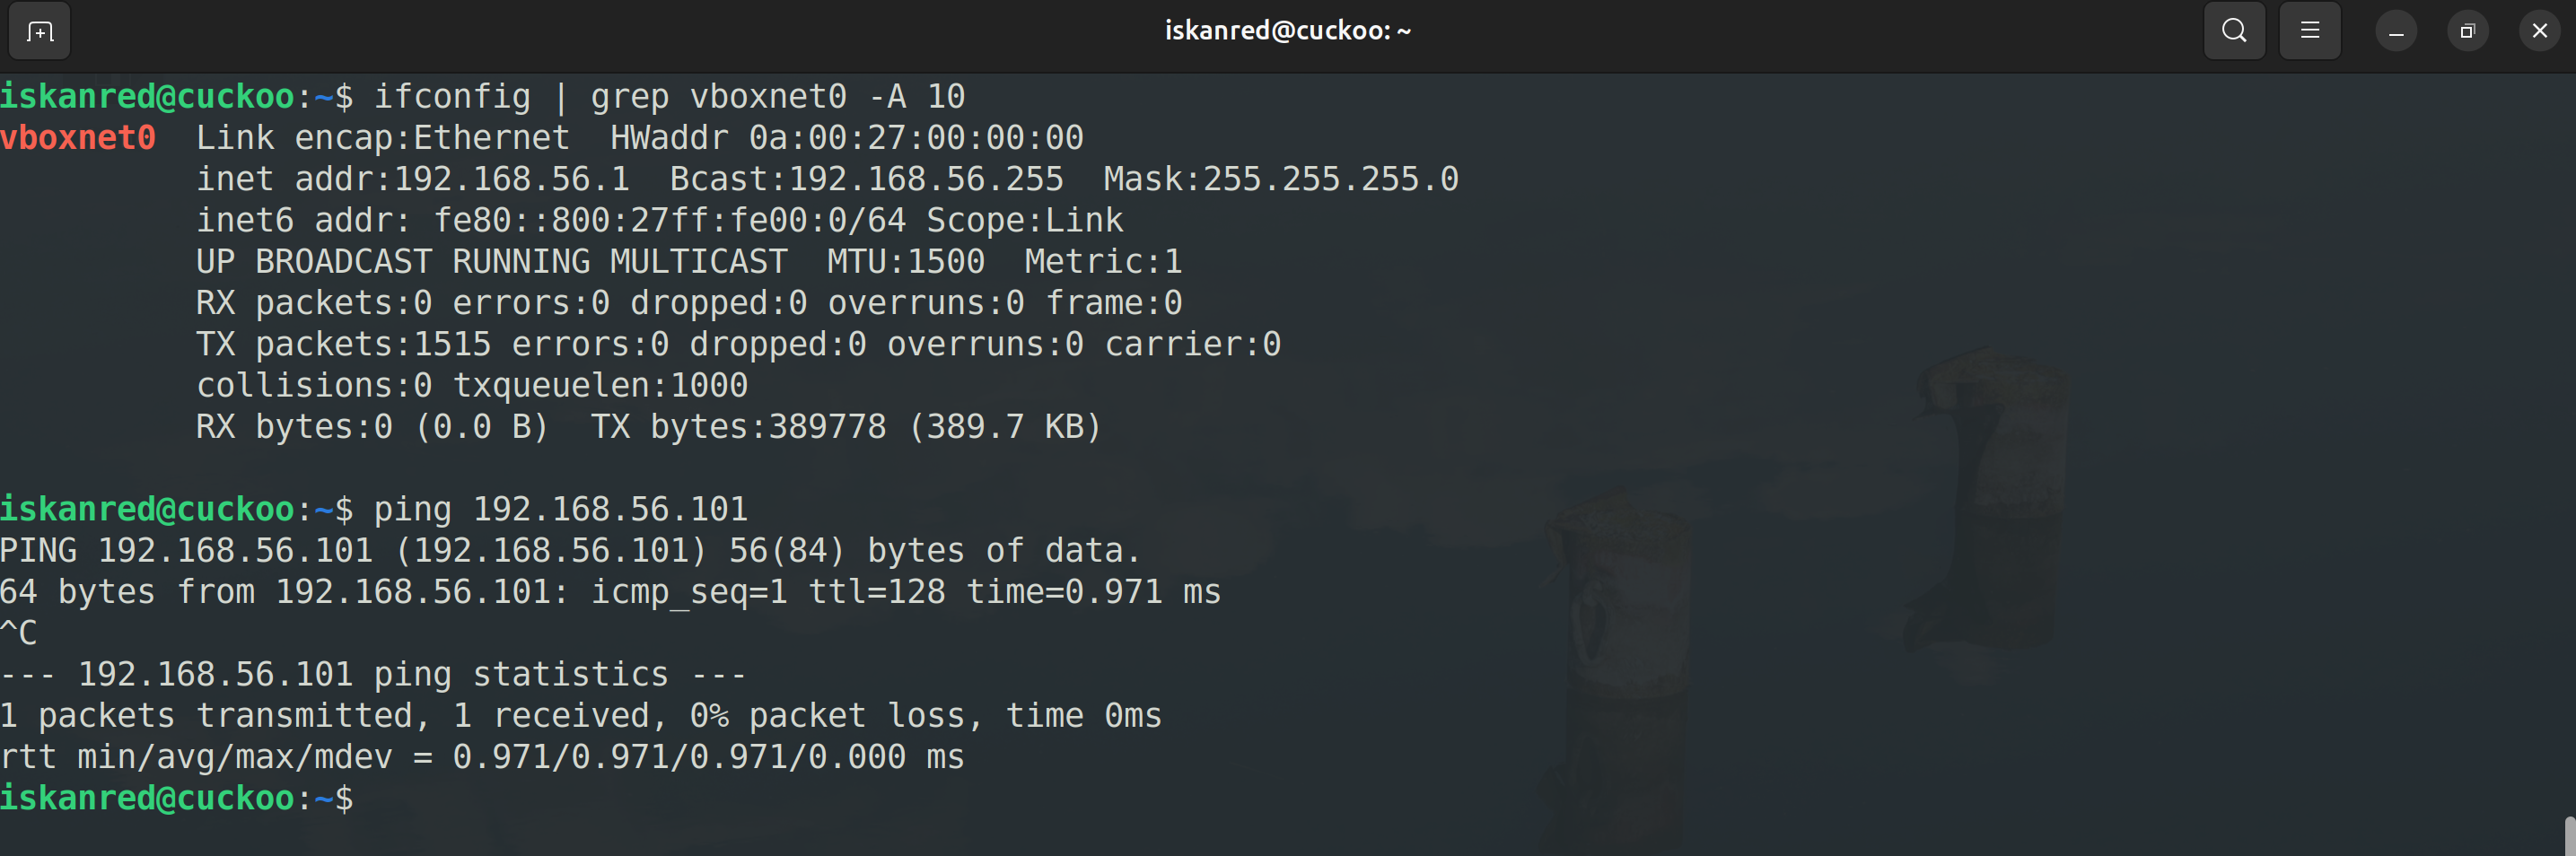 iskanred@cuckoo: ~
iskanred@cuckoo:~$ ifconfig | grep vboxnet0 -A 10
vboxnet0  Link encap:Ethernet  HWaddr 0a:00:27:00:00:00
          inet addr:192.168.56.1  Bcast:192.168.56.255  Mask:255.255.255.0
          inet6 addr: fe80::800:27ff:fe00:0/64 Scope:Link
          UP BROADCAST RUNNING MULTICAST  MTU:1500  Metric:1
          RX packets:0 errors:0 dropped:0 overruns:0 frame:0
          TX packets:1515 errors:0 dropped:0 overruns:0 carrier:0
          collisions:0 txqueuelen:1000
          RX bytes:0 (0.0 B)  TX bytes:389778 (389.7 KB)
iskanred@cuckoo:~$ ping 192.168.56.101
PING 192.168.56.101 (192.168.56.101) 56(84) bytes of data.
64 bytes from 192.168.56.101: icmp_seq=1 ttl=128 time=0.971 ms
^C
--- 192.168.56.101 ping statistics ---
1 packets transmitted, 1 received, 0% packet loss, time 0ms
rtt min/avg/max/mdev = 0.971/0.971/0.971/0.000 ms
iskanred@cuckoo:~$